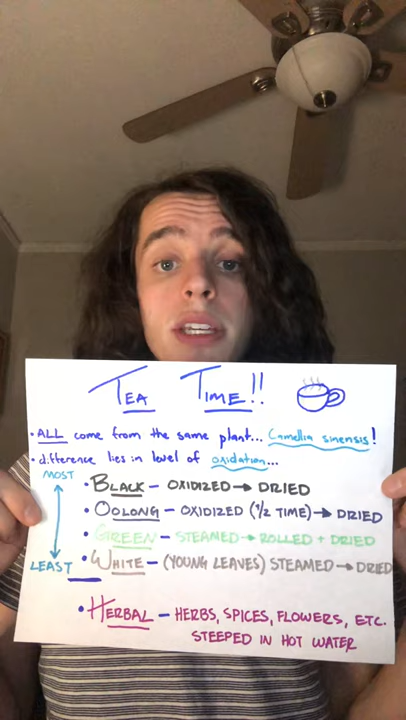 TEA TIME!!
• ALL come from the same plant... Camellia sinensis!
• difference lies in level of oxidation...
MOST
• BLACK – OXIDIZED → DRIED
• OOLONG – OXIDIZED (1/2 TIME) → DRIED
• GREEN – STEAMED → ROLLED + DRIED
• WHITE – (YOUNG LEAVES) STEAMED → DRIED
LEAST
• HERBAL – HERBS, SPICES, FLOWERS, ETC.
STEEPED IN HOT WATER